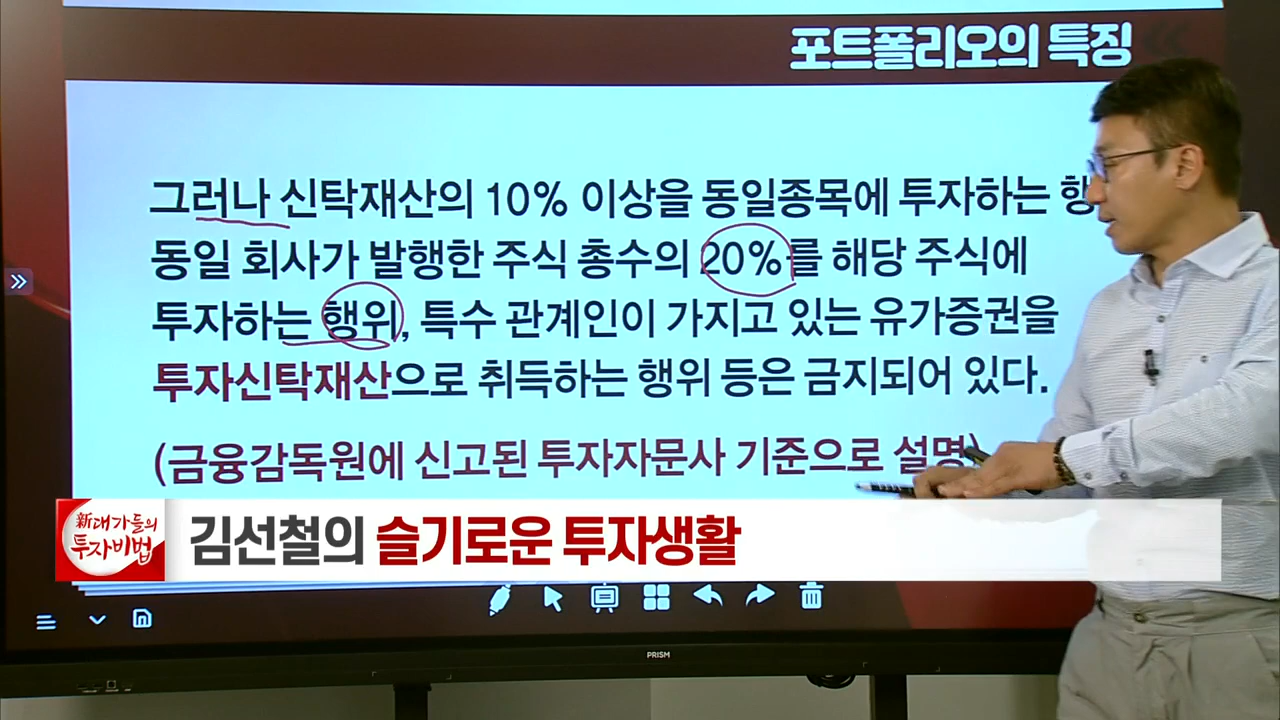 포트폴리오의 특징
그러나 신탁재산의 10% 이상을 동일종목에 투자하는
동일 회사가 발행한 주식 총수의 20%를 해당 주식에
투자하는 행위, 특수 관계인이 가지고 있는 유가증권을
투자신탁재산으로 취득하는 행위 등은 금지되어 있다.
(금융감독원에 신고된 투자자문사 기준으로 설명)
新대가들의
투자비법
김선철의 슬기로운 투자생활
PRISM